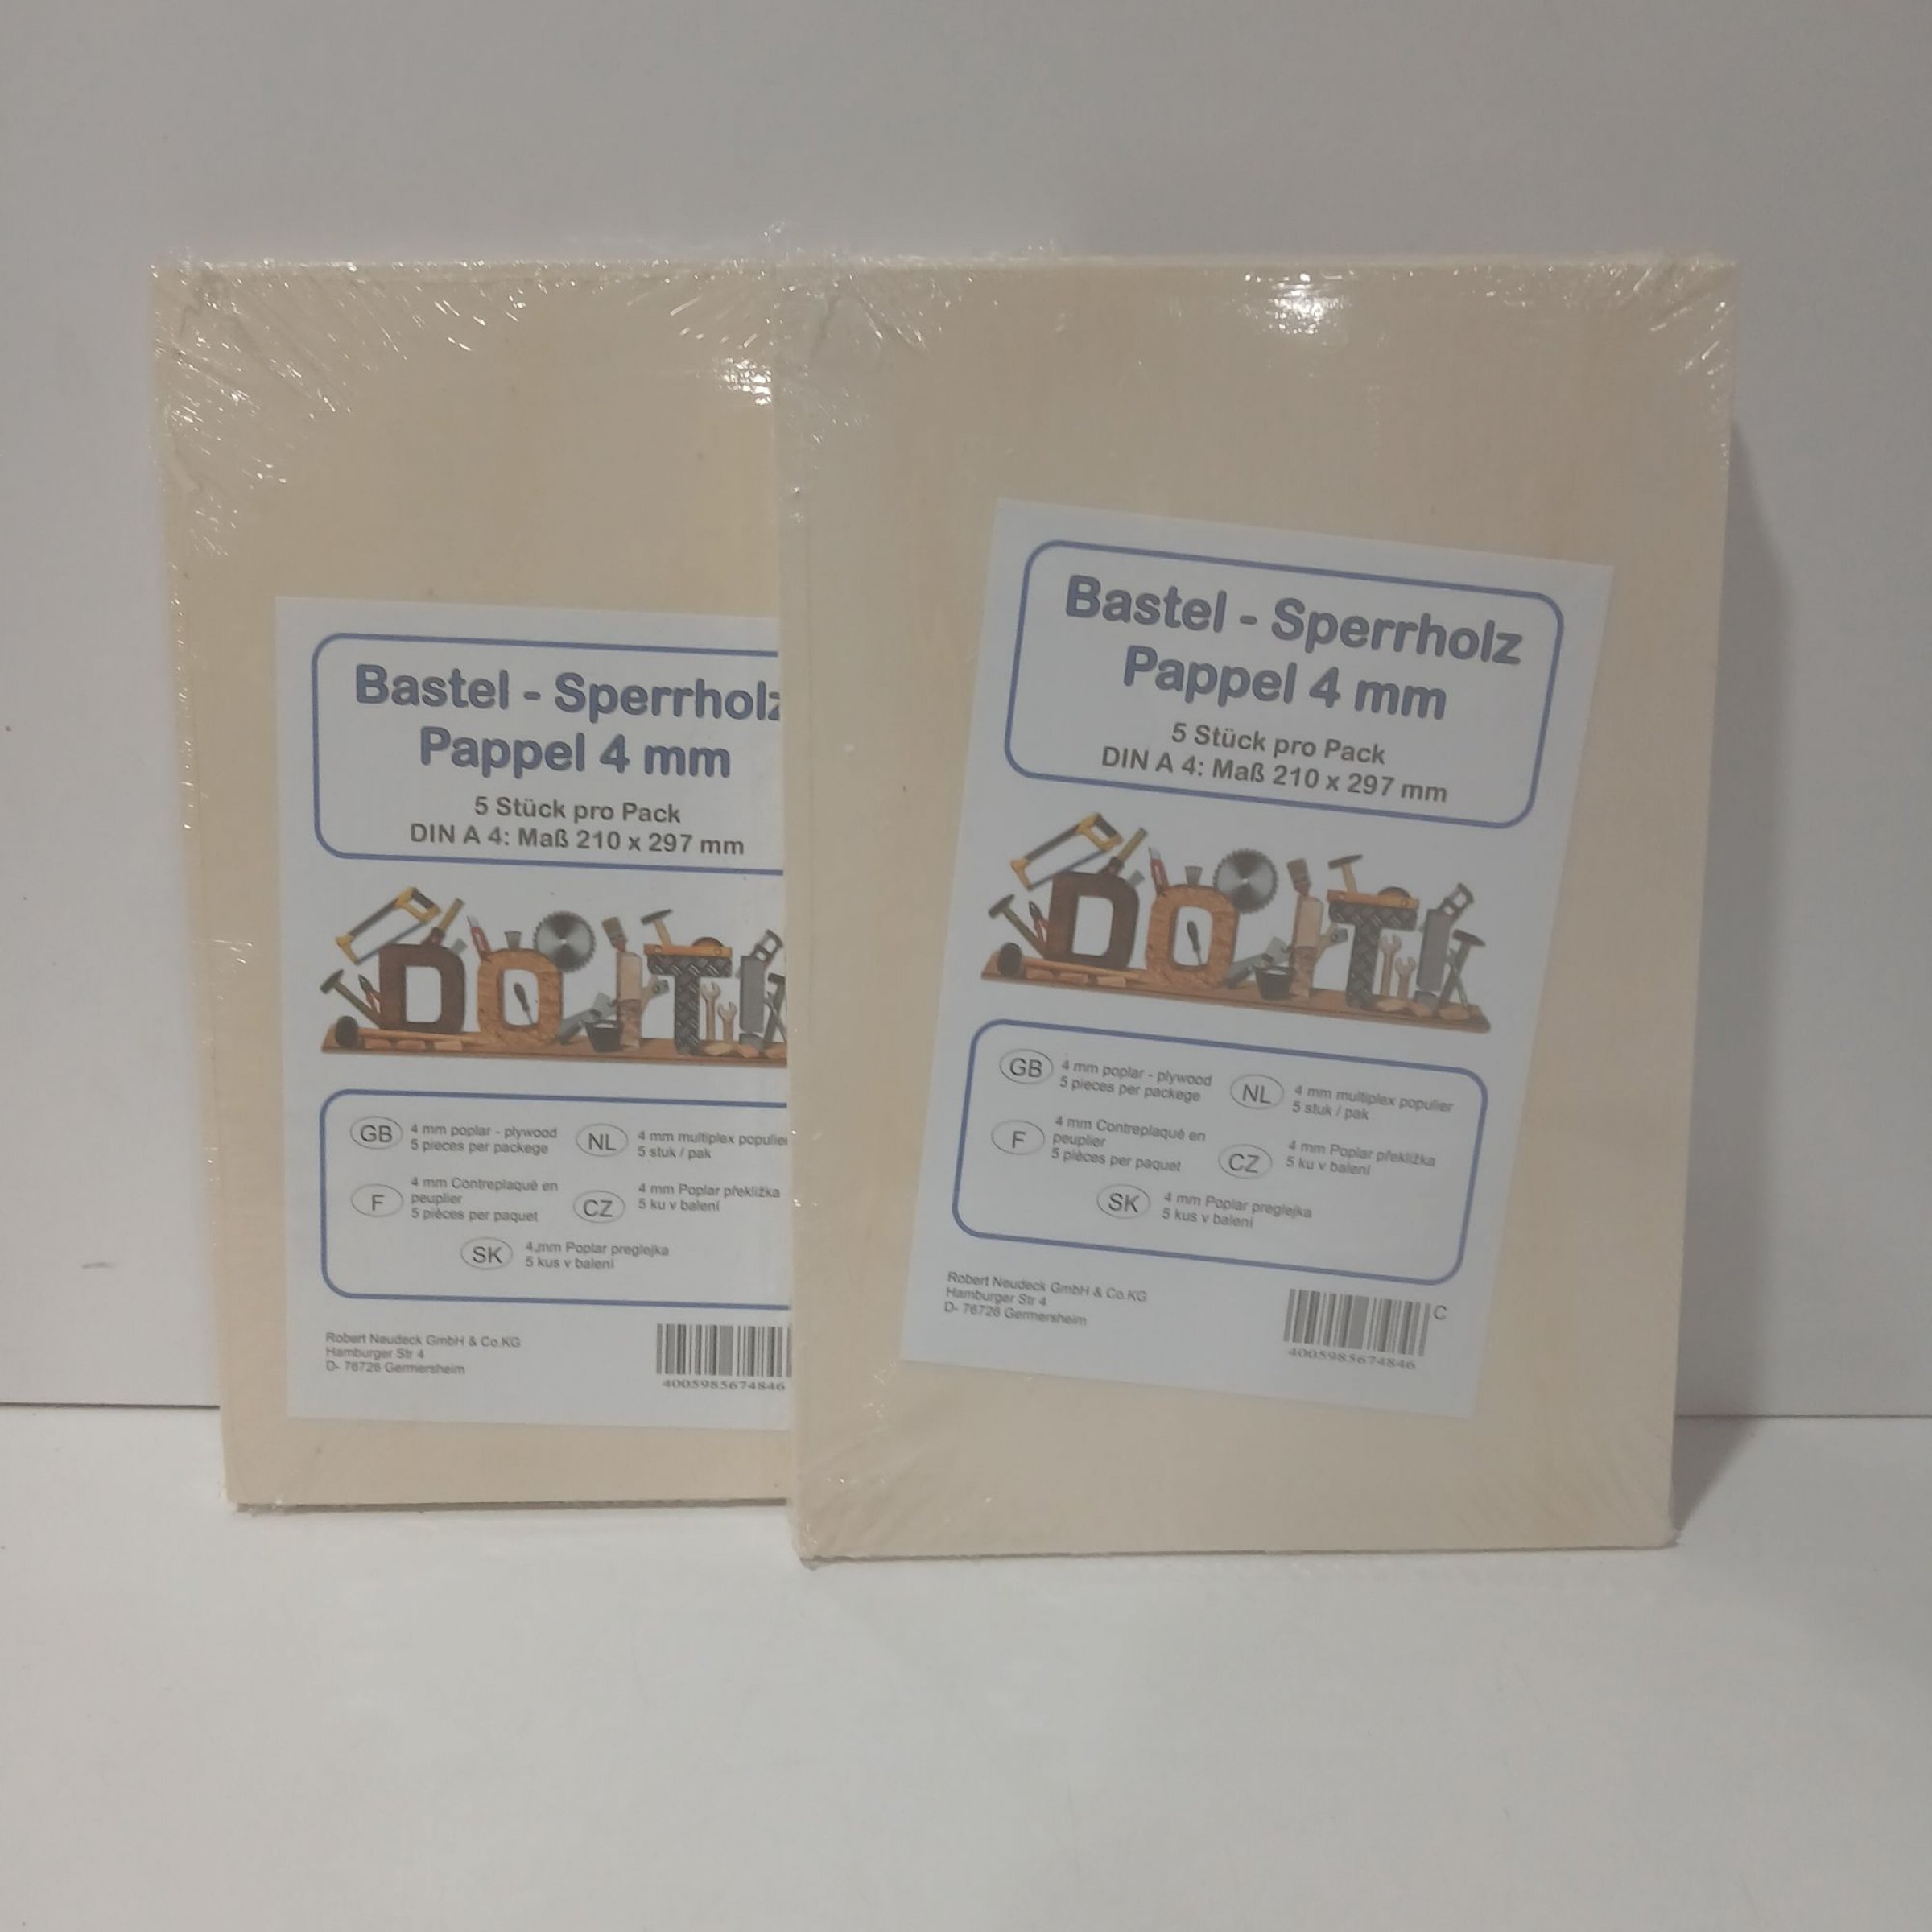 Bastel - Sperrholz
Pappel 4 mm
5 Stück pro Pack
DIN A 4: Maß 210 x 297 mm
DO IT
GB
4 mm poplar - plywood
5 pieces per packege
NL
4 mm multiplex populier
5 stuk / pak
F
4 mm Contreplaqué en
peuplier
5 pièces per paquet
CZ
4 mm Poplar překližka
5 ku v balení
SK
4 mm Poplar preglejka
5 kus v balení
Robert Neudeck GmbH & Co.KG
Hamburger Str 4
D- 76726 Germersheim
4005985674846
Bastel - Sperrholz
Pappel 4 mm
5 Stück pro Pack
DIN A 4: Maß 210 x 297 mm
DO IT
GB
4 mm poplar - plywood
5 pieces per packege
NL
4 mm multiplex populier
5 stuk / pak
F
4 mm Contreplaqué en
peuplier
5 pièces per paquet
CZ
4 mm Poplar překližka
5 ku v balení
SK
4 mm Poplar preglejka
5 kus v balení
Robert Neudeck GmbH & Co.KG
Hamburger Str 4
D- 76726 Germersheim
C
4005985674846